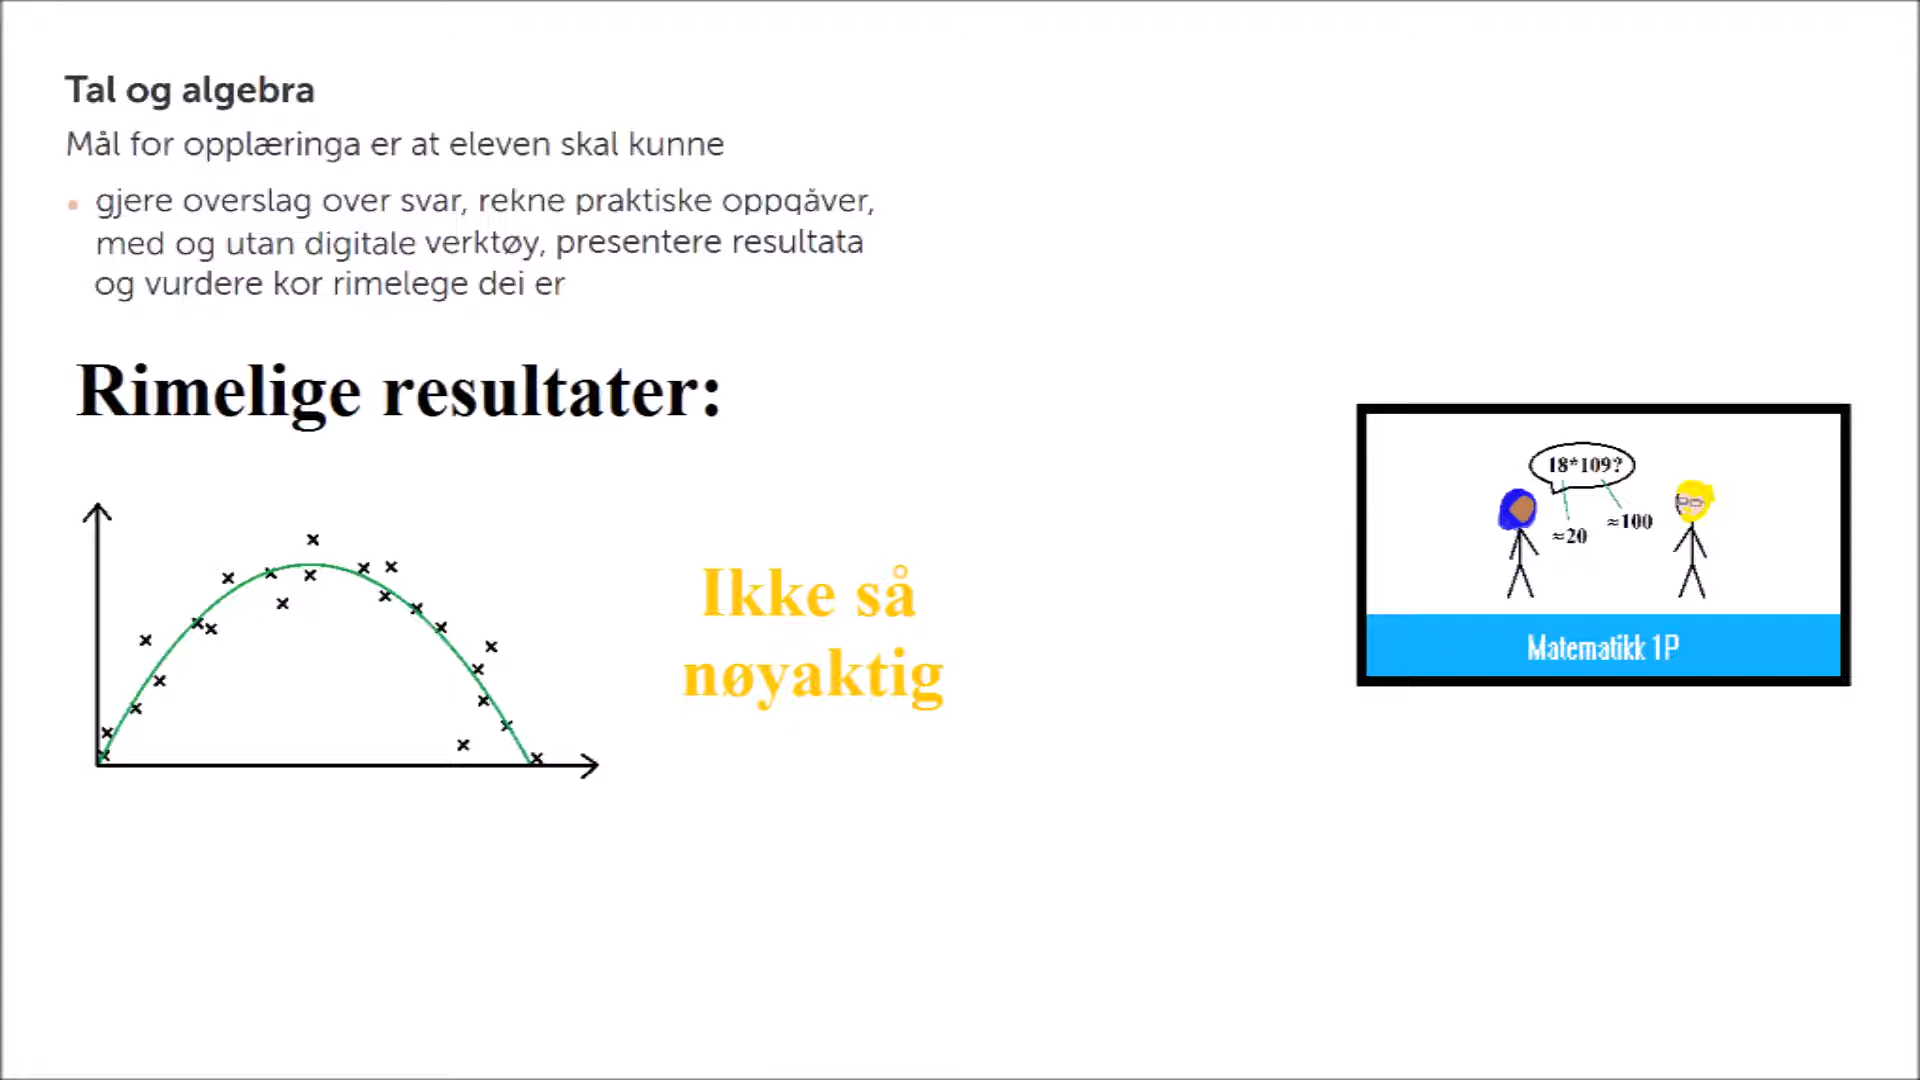 Tal og algebra
Mål for opplæringa er at eleven skal kunne
• gjere overslag over svar, rekne praktiske oppgåver,
med og utan digitale verktøy, presentere resultata
og vurdere kor rimelege dei er
Rimelige resultater:
Ikke så
nøyaktig
18*109?
≈20
≈100
Matematikk 1P